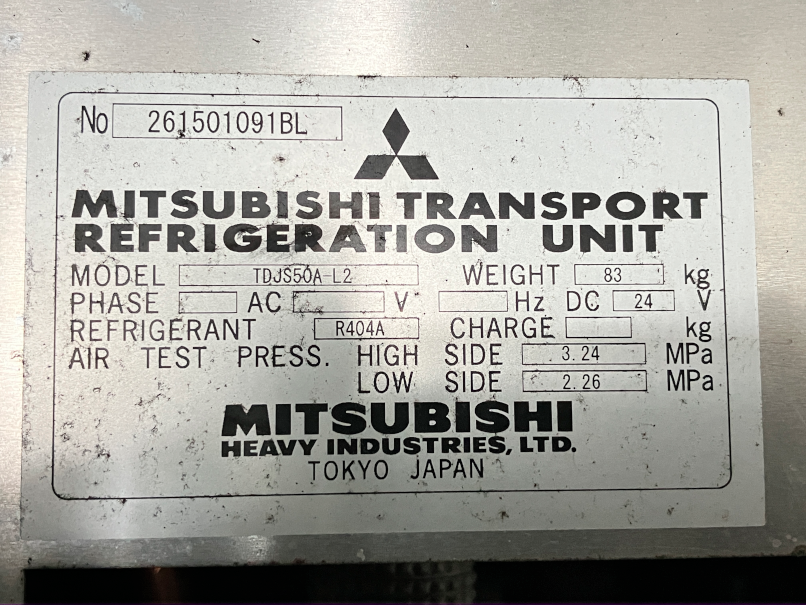 No 261501091BL
MITSUBISHI TRANSPORT
REFRIGERATION UNIT
MODEL TDJS50A-L2 WEIGHT 83 kg
PHASE AC V Hz DC 24 V
REFRIGERANT R404A CHARGE kg
AIR TEST PRESS. HIGH SIDE 3.24 MPa
LOW SIDE 2.26 MPa
MITSUBISHI
HEAVY INDUSTRIES, LTD.
TOKYO JAPAN